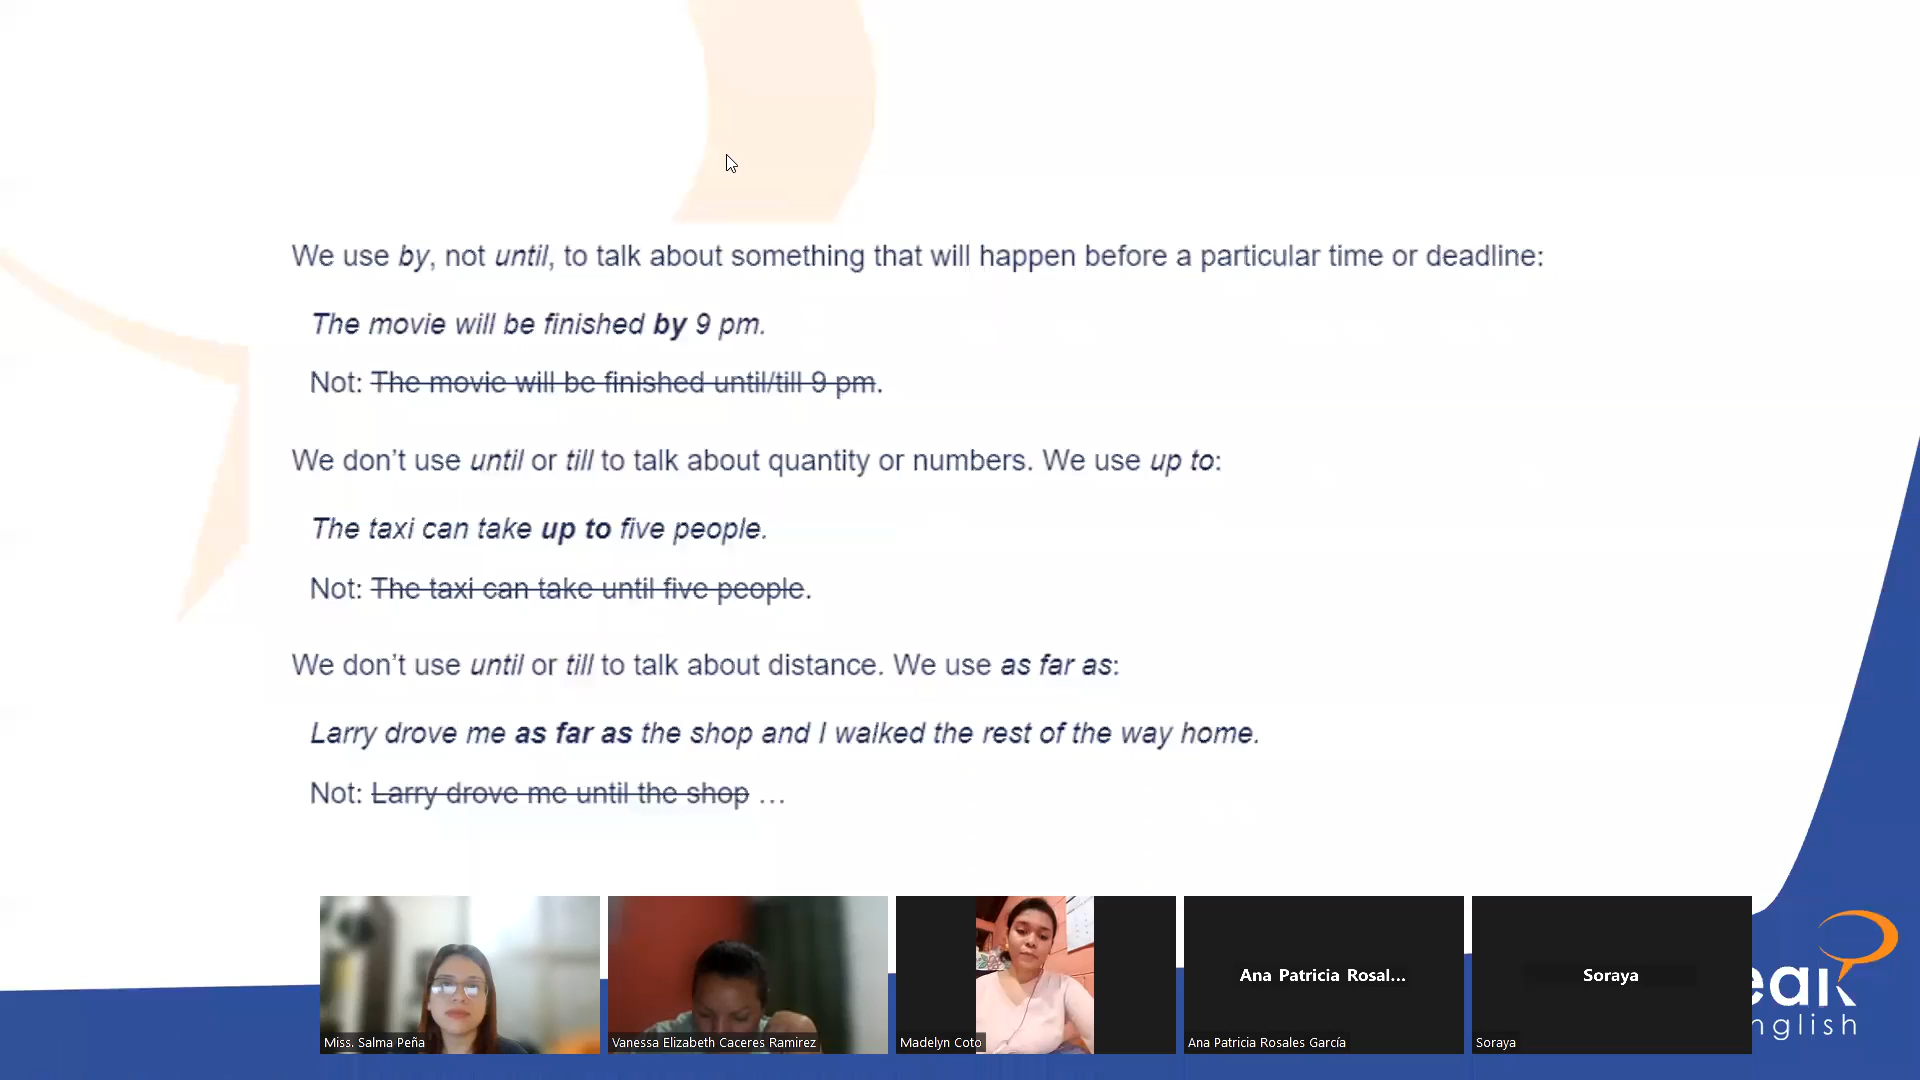 We use by, not until, to talk about something that will happen before a particular time or deadline:
The movie will be finished by 9 pm.
Not: The movie will be finished until/till 9 pm.
We don't use until or till to talk about quantity or numbers. We use up to:
The taxi can take up to five people.
Not: The taxi can take until five people.
We don't use until or till to talk about distance. We use as far as:
Larry drove me as far as the shop and I walked the rest of the way home.
Not: Larry drove me until the shop …
Ana Patricia Rosal...
Soraya
eak
nglish
Miss. Salma Peña
Vanessa Elizabeth Caceres Ramirez
Madelyn Coto
Ana Patricia Rosales García
Soraya